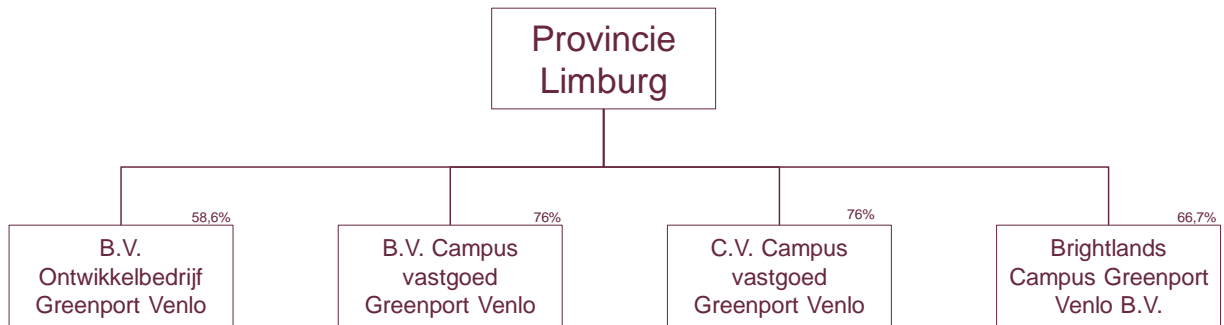 Provincie
Limburg
58,6%
76%
76%
66,7%
B.V.
Ontwikkelbedrijf
Greenport Venlo
B.V. Campus
vastgoed
Greenport Venlo
C.V. Campus
vastgoed
Greenport Venlo
Brightlands
Campus Greenport
Venlo B.V.